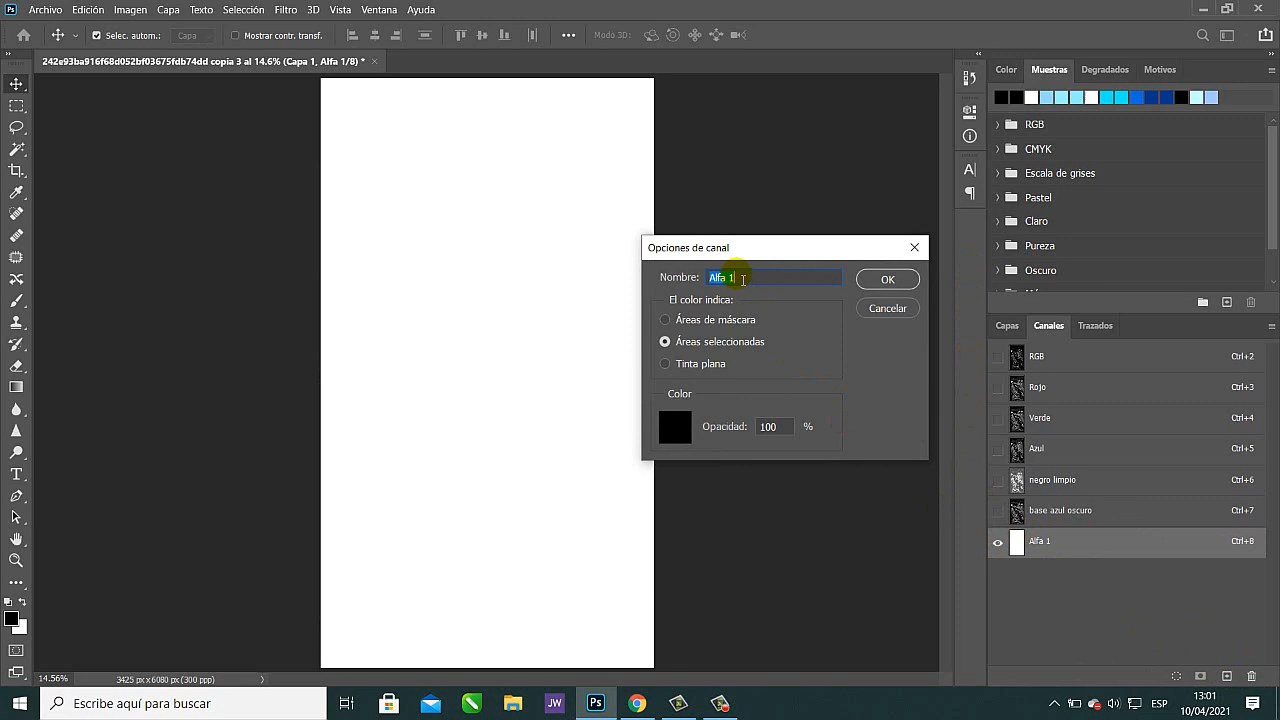 Ps Archivo Edición Imagen Capa Texto Selección Filtro 3D Vista Ventana Ayuda
Selec. autom.: Capa Mostrar contr. transf. Modo 3D:
242e93ba916f68d052bf03675fdb74dd copia 3 al 14.6% (Capa 1, Alfa 1/8) *
Color Muestras Degradados Motivos
RGB
CMYK
Escala de grises
Pastel
Claro
Pureza
Oscuro
Opciones de canal
Nombre: Alfa 1
OK
El color indica:
Cancelar
Áreas de máscara
Áreas seleccionadas
Tinta plana
Color
Opacidad: 100 %
Capas Canales Trazados
RGB Ctrl+2
Rojo Ctrl+3
Verde Ctrl+4
Azul Ctrl+5
negro limpio Ctrl+6
base azul oscuro Ctrl+7
Alfa 1 Ctrl+8
14.56% 3425 px x 6080 px (300 ppp)
Escribe aquí para buscar
JW
Ps
ESP
13:01
10/04/2021